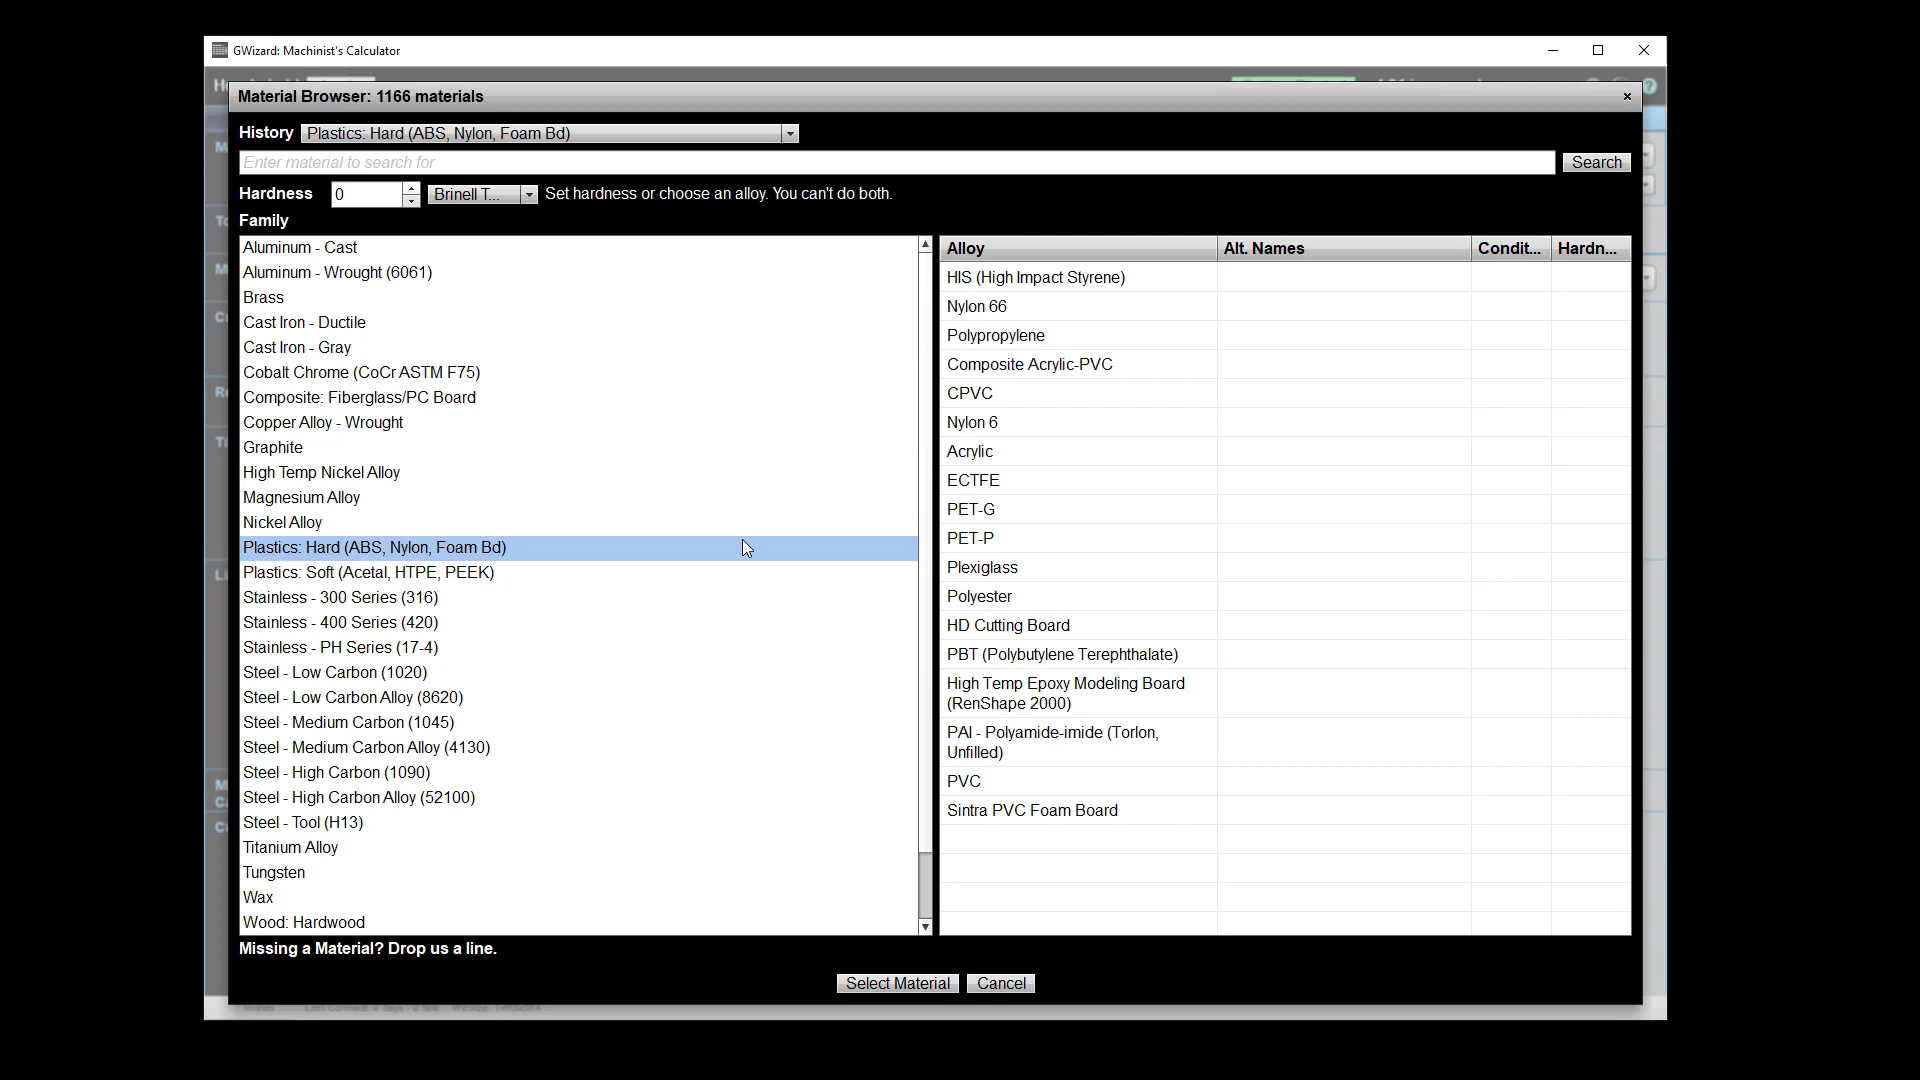 GWizard: Machinist's Calculator
Material Browser: 1166 materials
History Plastics: Hard (ABS, Nylon, Foam Bd)
Enter material to search for Search
Hardness 0 Brinell T... Set hardness or choose an alloy. You can't do both.
Family
Aluminum - Cast
Aluminum - Wrought (6061)
Brass
Cast Iron - Ductile
Cast Iron - Gray
Cobalt Chrome (CoCr ASTM F75)
Composite: Fiberglass/PC Board
Copper Alloy - Wrought
Graphite
High Temp Nickel Alloy
Magnesium Alloy
Nickel Alloy
Plastics: Hard (ABS, Nylon, Foam Bd)
Plastics: Soft (Acetal, HTPE, PEEK)
Stainless - 300 Series (316)
Stainless - 400 Series (420)
Stainless - PH Series (17-4)
Steel - Low Carbon (1020)
Steel - Low Carbon Alloy (8620)
Steel - Medium Carbon (1045)
Steel - Medium Carbon Alloy (4130)
Steel - High Carbon (1090)
Steel - High Carbon Alloy (52100)
Steel - Tool (H13)
Titanium Alloy
Tungsten
Wax
Wood: Hardwood
Alloy Alt. Names Condit... Hardn...
HIS (High Impact Styrene)
Nylon 66
Polypropylene
Composite Acrylic-PVC
CPVC
Nylon 6
Acrylic
ECTFE
PET-G
PET-P
Plexiglass
Polyester
HD Cutting Board
PBT (Polybutylene Terephthalate)
High Temp Epoxy Modeling Board
(RenShape 2000)
PAI - Polyamide-imide (Torlon,
Unfilled)
PVC
Sintra PVC Foam Board
Missing a Material? Drop us a line.
Select Material Cancel